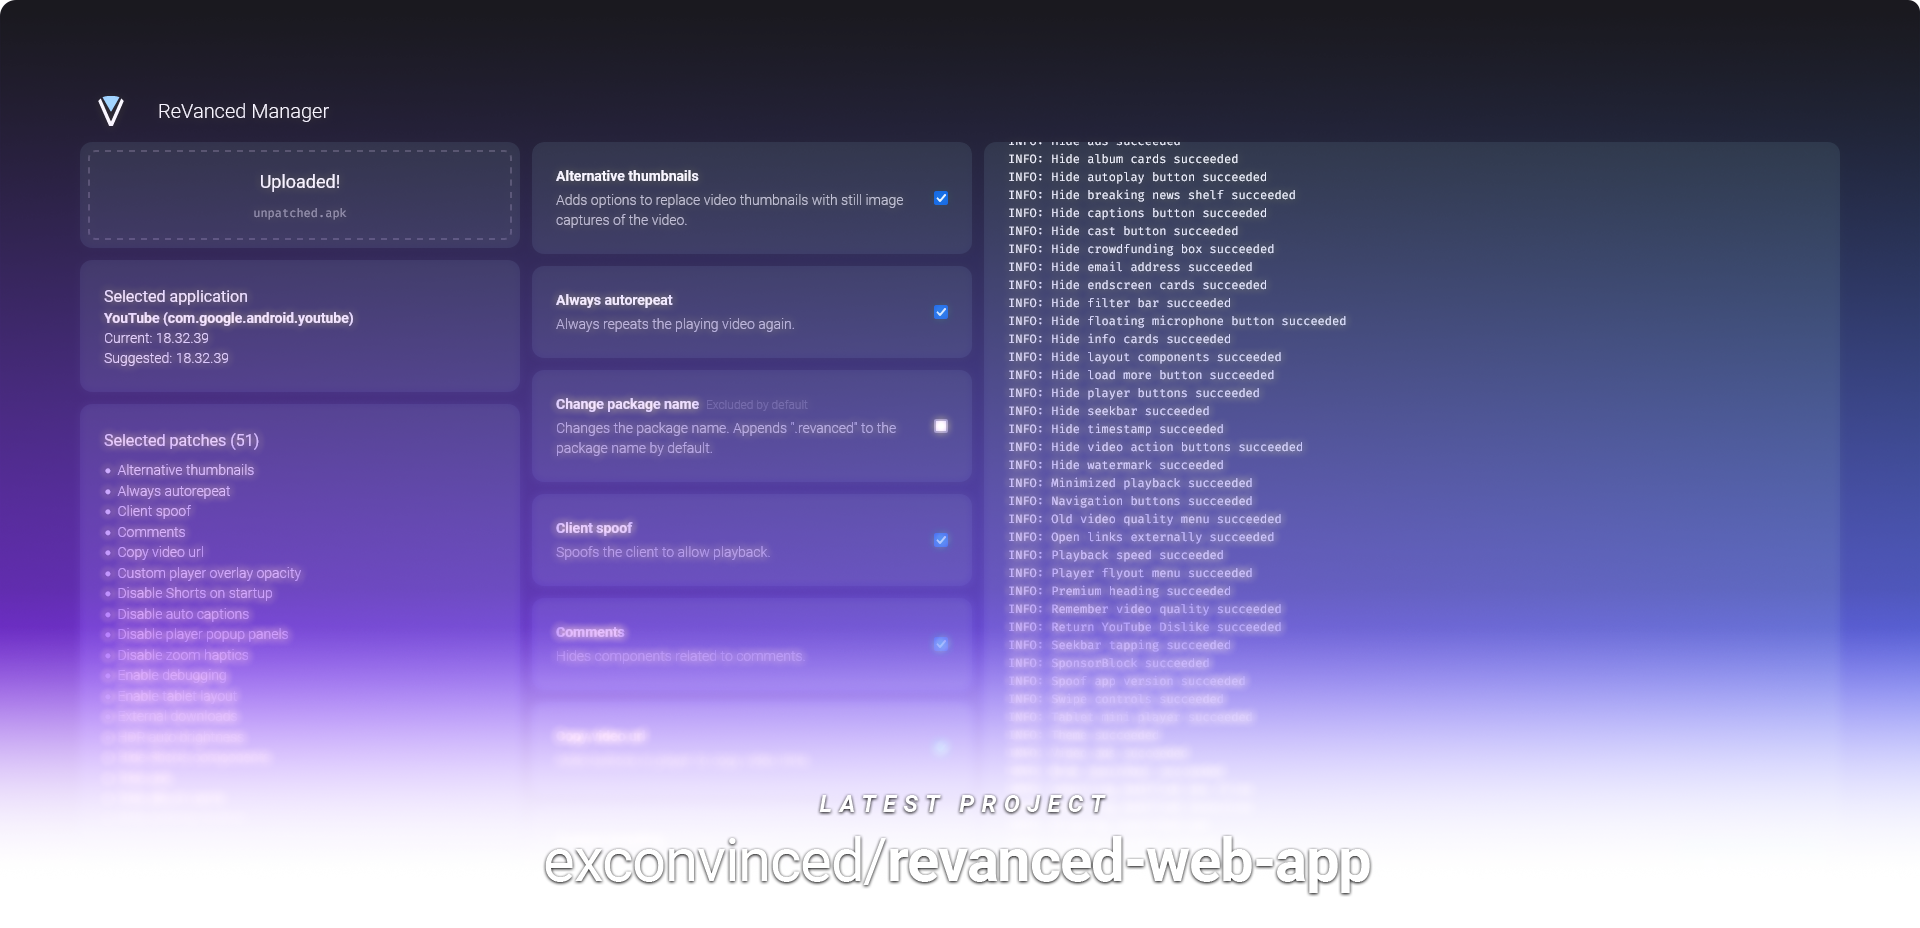 ReVanced Manager
Uploaded!
unpatched.apk
Selected application
YouTube (com.google.android.youtube)
Current: 18.32.39
Suggested: 18.32.39
Selected patches (51)
• Alternative thumbnails
• Always autorepeat
• Client spoof
• Comments
• Copy video url
• Custom player overlay opacity
• Disable Shorts on startup
• Disable auto captions
• Disable player popup panels
• Disable zoom haptics
• Enable debugging
• Enable tablet layout
• External downloads
Alternative thumbnails
Adds options to replace video thumbnails with still image
captures of the video.
Always autorepeat
Always repeats the playing video again.
Change package name Excluded by default
Changes the package name. Appends ".revanced" to the
package name by default.
Client spoof
Spoofs the client to allow playback.
Comments
Hides components related to comments.
Copy video url
INFO: Hide ads succeeded
INFO: Hide album cards succeeded
INFO: Hide autoplay button succeeded
INFO: Hide breaking news shelf succeeded
INFO: Hide captions button succeeded
INFO: Hide cast button succeeded
INFO: Hide crowdfunding box succeeded
INFO: Hide email address succeeded
INFO: Hide endscreen cards succeeded
INFO: Hide filter bar succeeded
INFO: Hide floating microphone button succeeded
INFO: Hide info cards succeeded
INFO: Hide layout components succeeded
INFO: Hide load more button succeeded
INFO: Hide player buttons succeeded
INFO: Hide seekbar succeeded
INFO: Hide timestamp succeeded
INFO: Hide video action buttons succeeded
INFO: Hide watermark succeeded
INFO: Minimized playback succeeded
INFO: Navigation buttons succeeded
INFO: Old video quality menu succeeded
INFO: Open links externally succeeded
INFO: Playback speed succeeded
INFO: Player flyout menu succeeded
INFO: Premium heading succeeded
INFO: Remember video quality succeeded
INFO: Return YouTube Dislike succeeded
INFO: Seekbar tapping succeeded
INFO: SponsorBlock succeeded
INFO: Spoof app version succeeded
INFO: Swipe controls succeeded
INFO: Tablet mini player succeeded
LATEST PROJECT
exconvinced/revanced-web-app